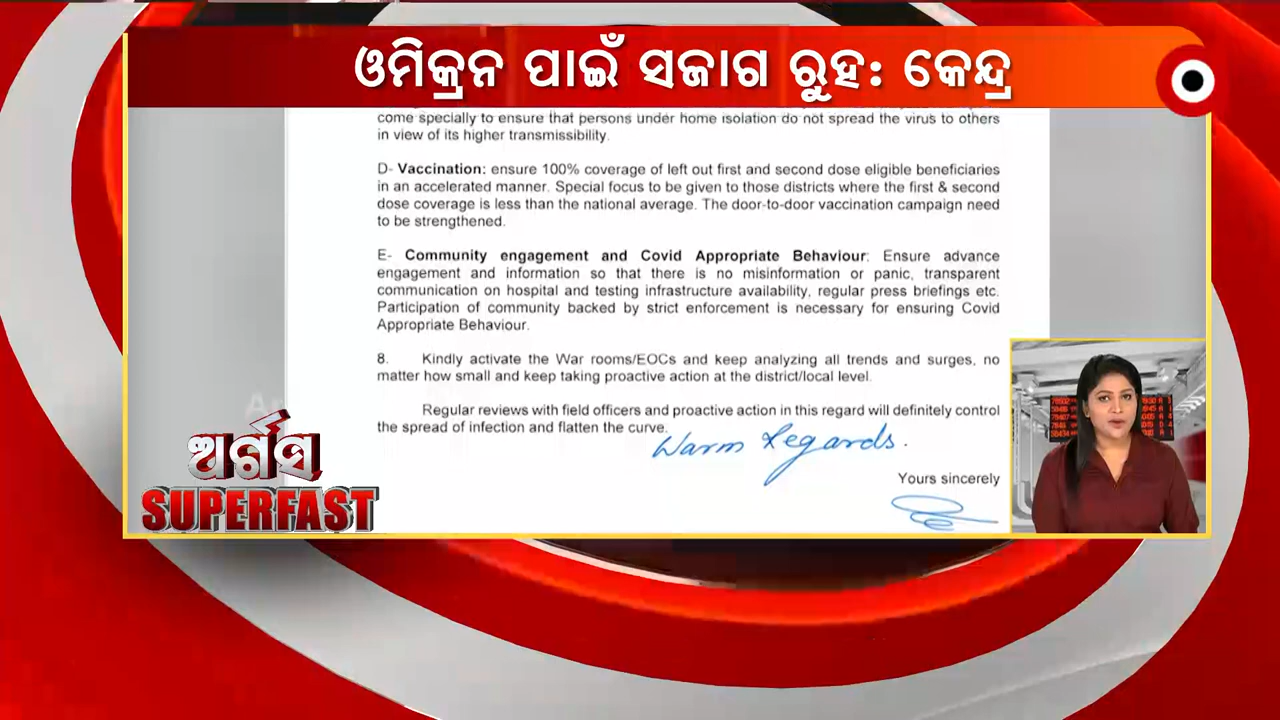 ଓମିକ୍ରନ ପାଇଁ ସଜାଗ ରୁହ: କେନ୍ଦ୍ର
come specially to ensure that persons under home isolation do not spread the virus to others
in view of its higher transmissibility.
D- Vaccination: ensure 100% coverage of left out first and second dose eligible beneficiaries
in an accelerated manner. Special focus to be given to those districts where the first & second
dose coverage is less than the national average. The door-to-door vaccination campaign need
to be strengthened.
E- Community engagement and Covid Appropriate Behaviour: Ensure advance
engagement and information so that there is no misinformation or panic, transparent
communication on hospital and testing infrastructure availability, regular press briefings etc.
Participation of community backed by strict enforcement is necessary for ensuring Covid
Appropriate Behaviour.
8. Kindly activate the War rooms/EOCs and keep analyzing all trends and surges, no
matter how small and keep taking proactive action at the district/local level.
Regular reviews with field officers and proactive action in this regard will definitely control
the spread of infection and flatten the curve.
Warm Regards.
Yours sincerely
ଅର୍ଗସ
SUPERFAST